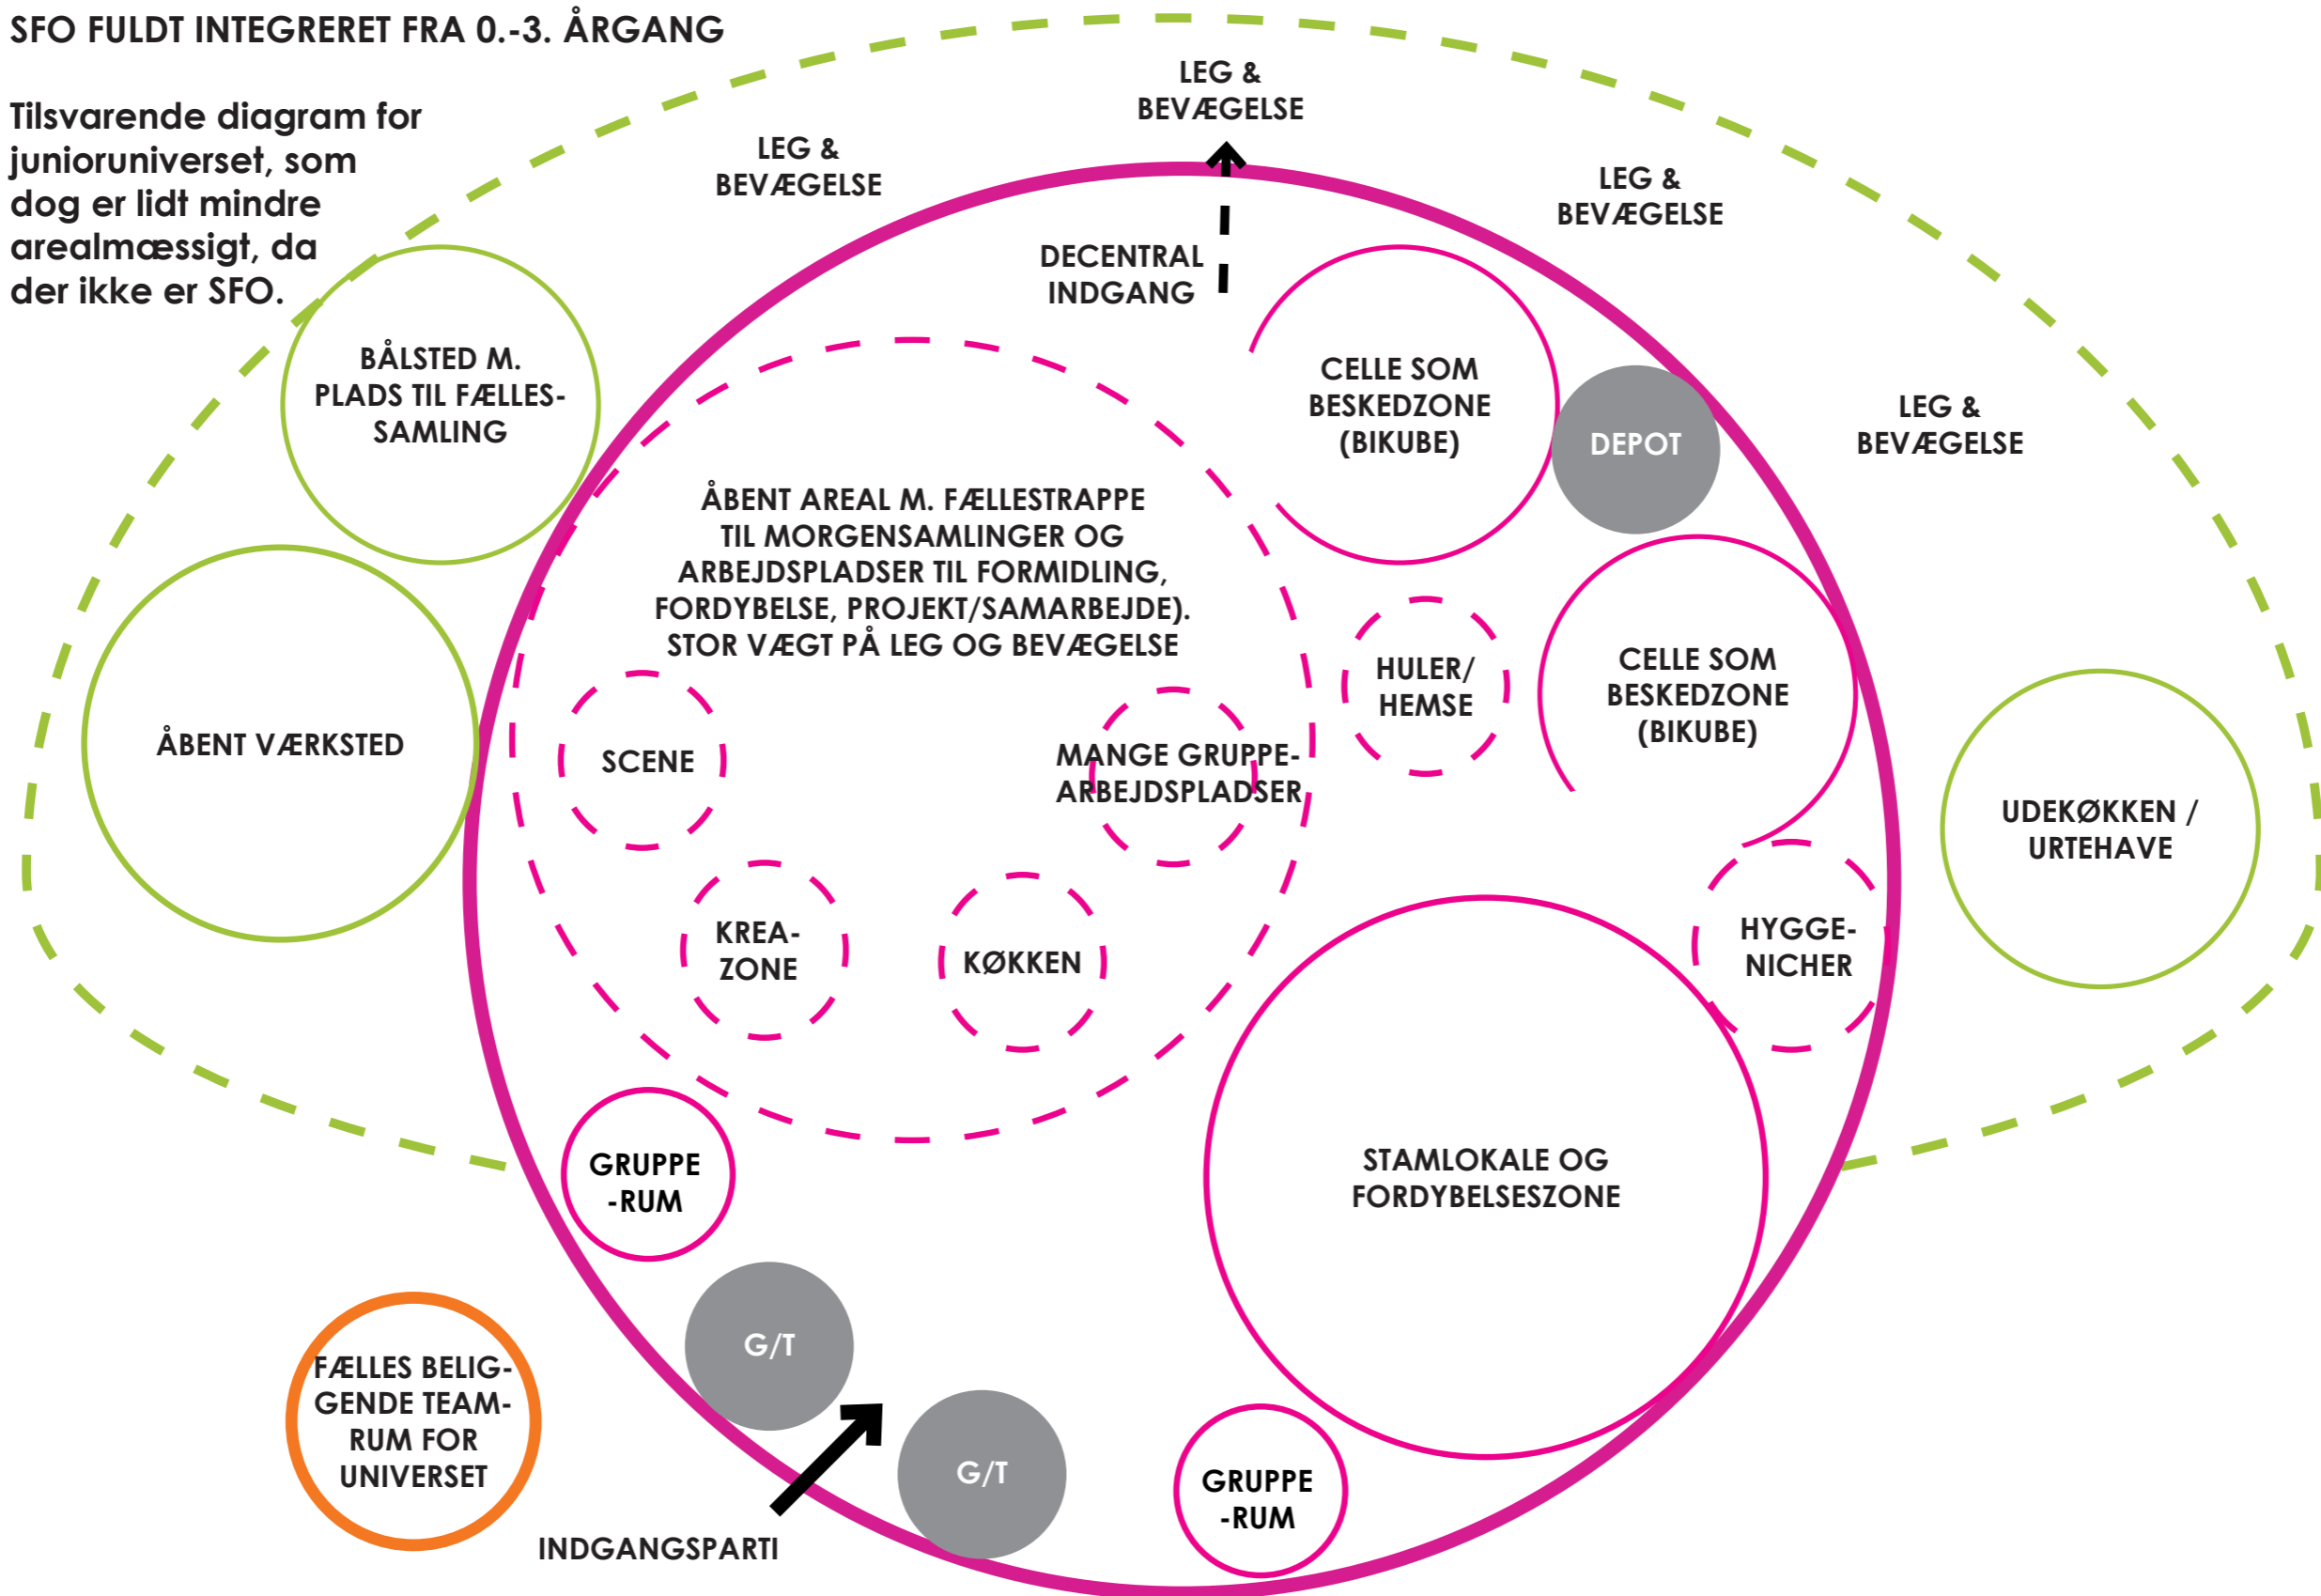 SFO FULDT INTEGRERET FRA 0.-3. ÅRGANG
Tilsvarende diagram for
junioruniverset, som
dog er lidt mindre
arealmæssigt, da
der ikke er SFO.
LEG &
BEVÆGELSE
LEG &
BEVÆGELSE
LEG &
BEVÆGELSE
LEG &
BEVÆGELSE
DECENTRAL
INDGANG
BÅLSTED M.
PLADS TIL FÆLLES-
SAMLING
CELLE SOM
BESKEDZONE
(BIKUBE)
DEPOT
ÅBENT AREAL M. FÆLLESTRAPPE
TIL MORGENSAMLINGER OG
ARBEJDSPLADSER TIL FORMIDLING,
FORDYBELSE, PROJEKT/SAMARBEJDE).
STOR VÆGT PÅ LEG OG BEVÆGELSE
HULER/
HEMSE
CELLE SOM
BESKEDZONE
(BIKUBE)
ÅBENT VÆRKSTED
SCENE
MANGE GRUPPE-
ARBEJDSPLADSER
UDEKØKKEN /
URTEHAVE
KREA-
ZONE
KØKKEN
HYGGE-
NICHER
GRUPPE
-RUM
STAMLOKALE OG
FORDYBELSESZONE
G/T
FÆLLES BELIG-
GENDE TEAM-
RUM FOR
UNIVERSET
G/T
GRUPPE
-RUM
INDGANGSPARTI